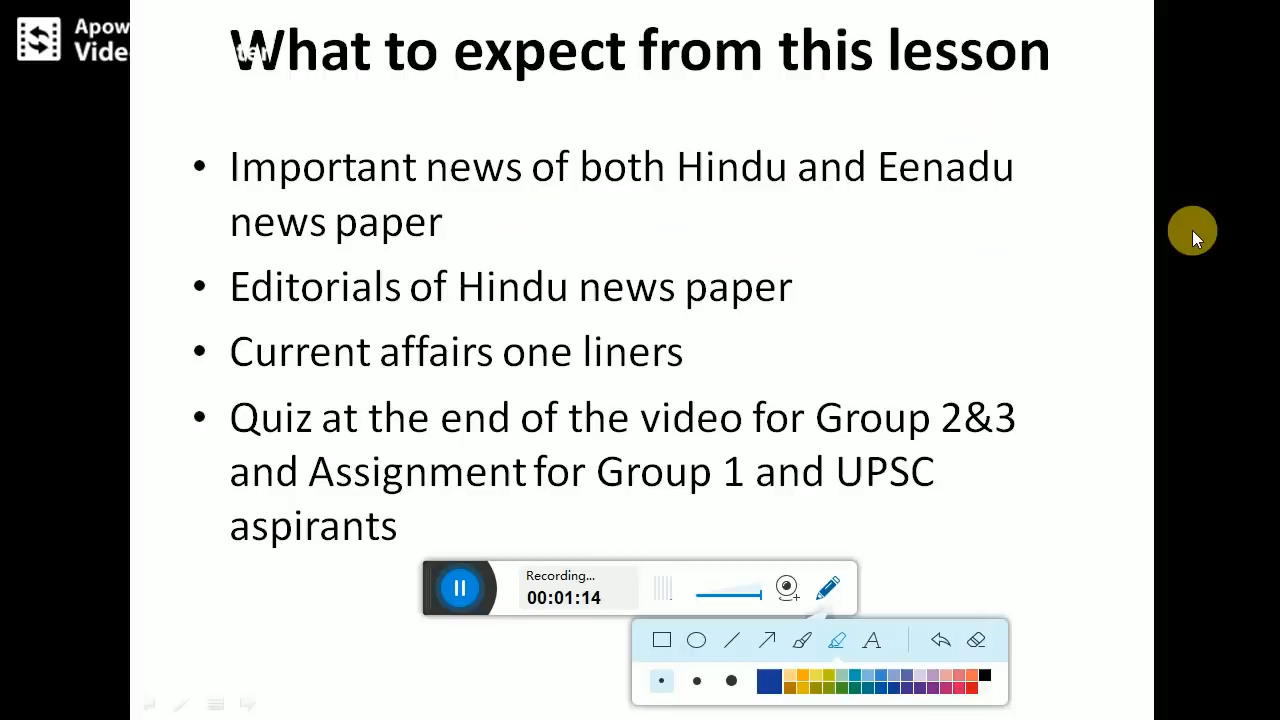 Apow
Video
ter
What to expect from this lesson
• Important news of both Hindu and Eenadu
news paper
• Editorials of Hindu news paper
• Current affairs one liners
• Quiz at the end of the video for Group 2&3
and Assignment for Group 1 and UPSC
aspirants
Recording...
00:01:14
A